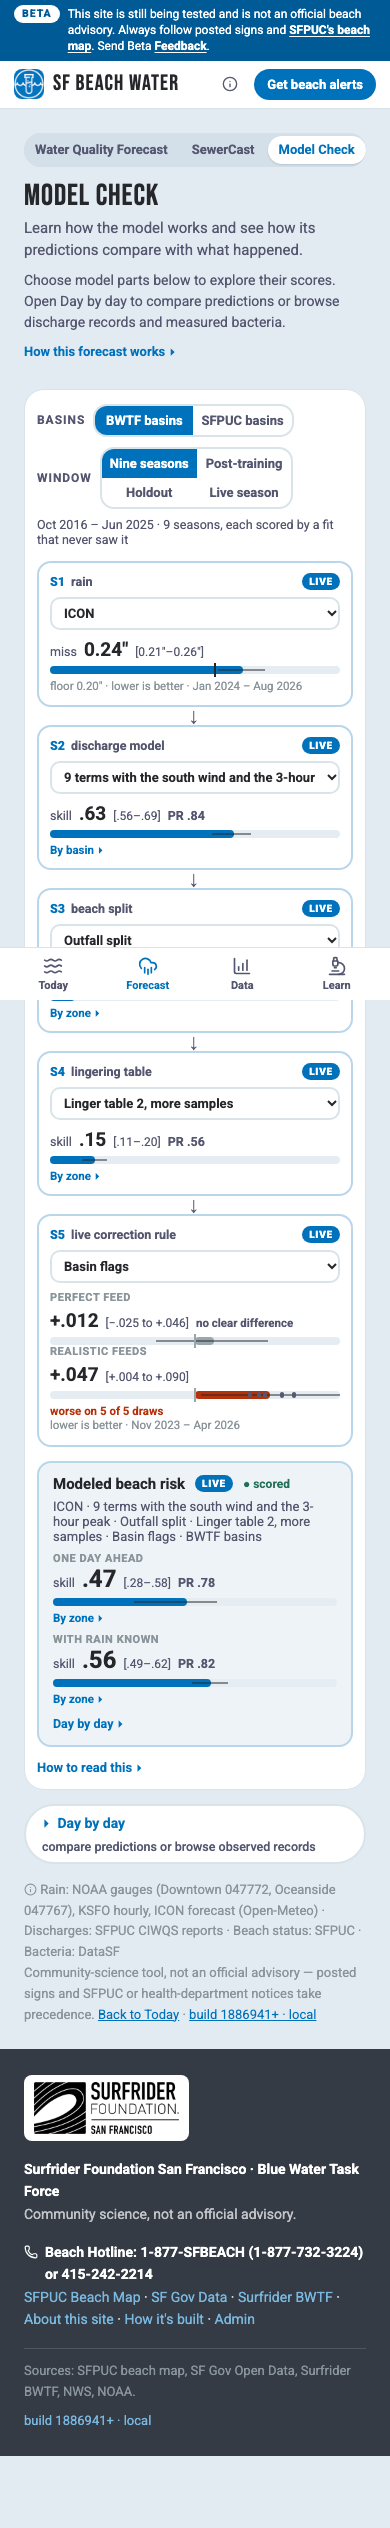 BETA
This site is still being tested and is not an official beach
advisory. Always follow posted signs and SFPUC's beach
map. Send Beta Feedback.
SF BEACH WATER
Get beach alerts
Water Quality Forecast SewerCast Model Check
MODEL CHECK
Learn how the model works and see how its
predictions compare with what happened.
Choose model parts below to explore their scores.
Open Day by day to compare predictions or browse
discharge records and measured bacteria.
How this forecast works
BASINS BWTF basins SFPUC basins
WINDOW Nine seasons Post-training
Holdout Live season
Oct 2016 – Jun 2025 · 9 seasons, each scored by a fit
that never saw it
S1 rain LIVE
ICON
miss 0.24" [0.21"–0.26"]
floor 0.20" · lower is better · Jan 2024 – Aug 2026
↓
S2 discharge model LIVE
9 terms with the south wind and the 3-hour
skill .63 [.56–.69] PR .84
By basin
↓
S3 beach split LIVE
Outfall split
Today Forecast Data Learn
By zone
↓
S4 lingering table LIVE
Linger table 2, more samples
skill .15 [.11–.20] PR .56
By zone
↓
S5 live correction rule LIVE
Basin flags
PERFECT FEED
+.012 [−.025 to +.046] no clear difference
REALISTIC FEEDS
+.047 [+.004 to +.090]
worse on 5 of 5 draws
lower is better · Nov 2023 – Apr 2026
Modeled beach risk LIVE ● scored
ICON · 9 terms with the south wind and the 3-
hour peak · Outfall split · Linger table 2, more
samples · Basin flags · BWTF basins
ONE DAY AHEAD
skill .47 [.28–.58] PR .78
By zone
WITH RAIN KNOWN
skill .56 [.49–.62] PR .82
By zone
Day by day
How to read this
Day by day
compare predictions or browse observed records
Rain: NOAA gauges (Downtown 047772, Oceanside
047767), KSFO hourly, ICON forecast (Open-Meteo) ·
Discharges: SFPUC CIWQS reports · Beach status: SFPUC ·
Bacteria: DataSF
Community-science tool, not an official advisory — posted
signs and SFPUC or health-department notices take
precedence. Back to Today · build 1886941+ · local
SURFRIDER
FOUNDATION
SAN FRANCISCO
Surfrider Foundation San Francisco · Blue Water Task
Force
Community science, not an official advisory.
Beach Hotline: 1-877-SFBEACH (1-877-732-3224)
or 415-242-2214
SFPUC Beach Map · SF Gov Data · Surfrider BWTF ·
About this site · How it's built · Admin
Sources: SFPUC beach map, SF Gov Open Data, Surfrider
BWTF, NWS, NOAA.
build 1886941+ · local